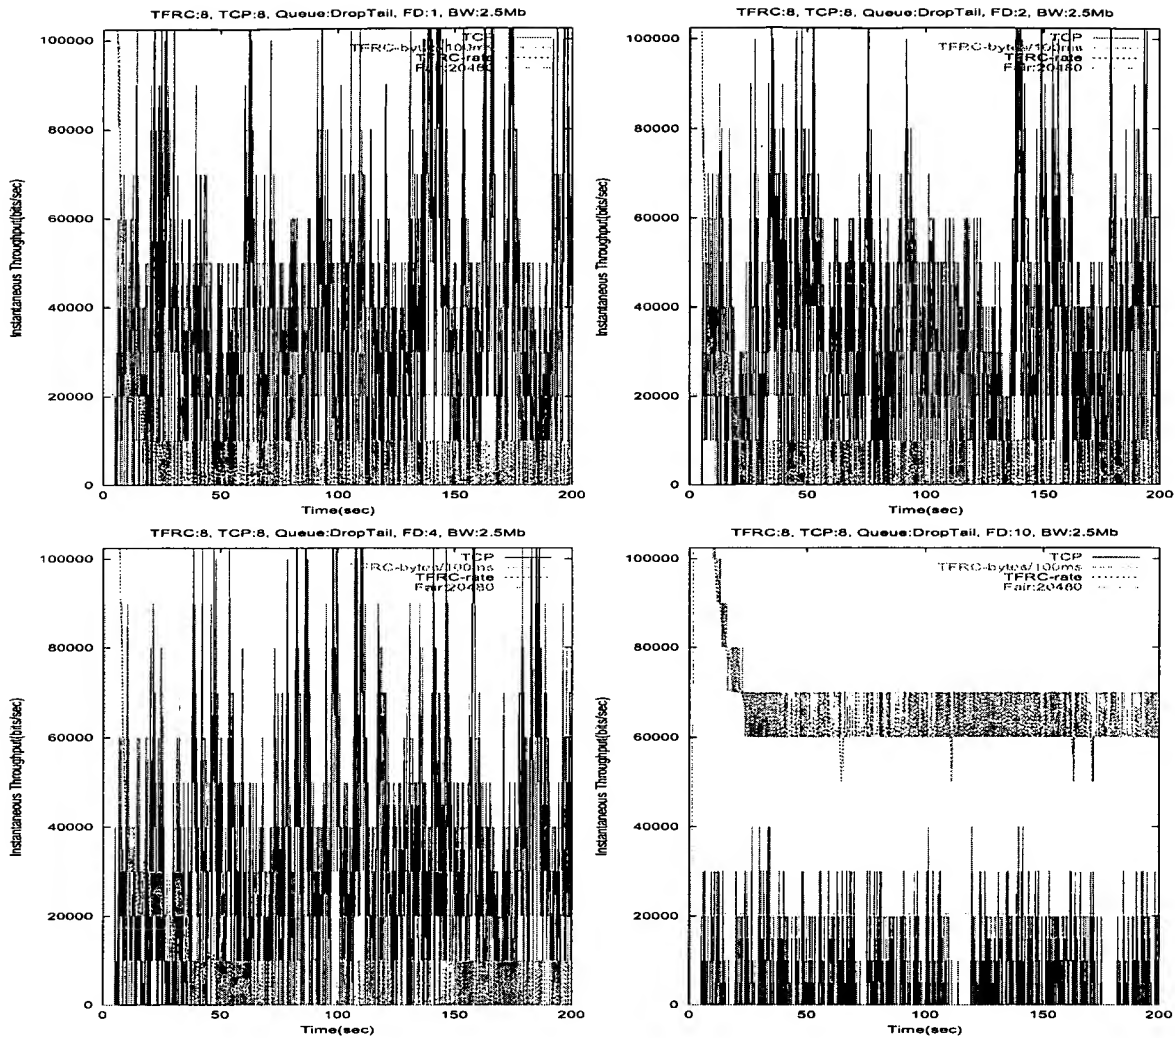 TFRC:8, TCP:8, Queue:DropTail, FD:1, BW:2.5Mb
100000
80000
60000
40000
20000
0
Instantaneous Throughput(bits/sec)
TCP
TFRC-bytes/100ms
TFRC-rate
Fair:20480
0
50
100
150
200
Time(sec)
TFRC:8, TCP:8, Queue:DropTail, FD:2, BW:2.5Mb
100000
80000
60000
40000
20000
0
Instantaneous Throughput(bits/sec)
TCP
TFRC-bytes/100ms
TFRC-rate
Fair:20480
0
50
100
150
200
Time(sec)
TFRC:8, TCP:8, Queue:DropTail, FD:4, BW:2.5Mb
100000
80000
60000
40000
20000
0
Instantaneous Throughput(bits/sec)
TCP
TFRC-bytes/100ms
TFRC-rate
Fair:20480
0
50
100
150
200
Time(sec)
TFRC:8, TCP:8, Queue:DropTail, FD:10, BW:2.5Mb
100000
80000
60000
40000
20000
0
Instantaneous Throughput(bits/sec)
TCP
TFRC-bytes/100ms
TFRC-rate
Fair:20480
0
50
100
150
200
Time(sec)